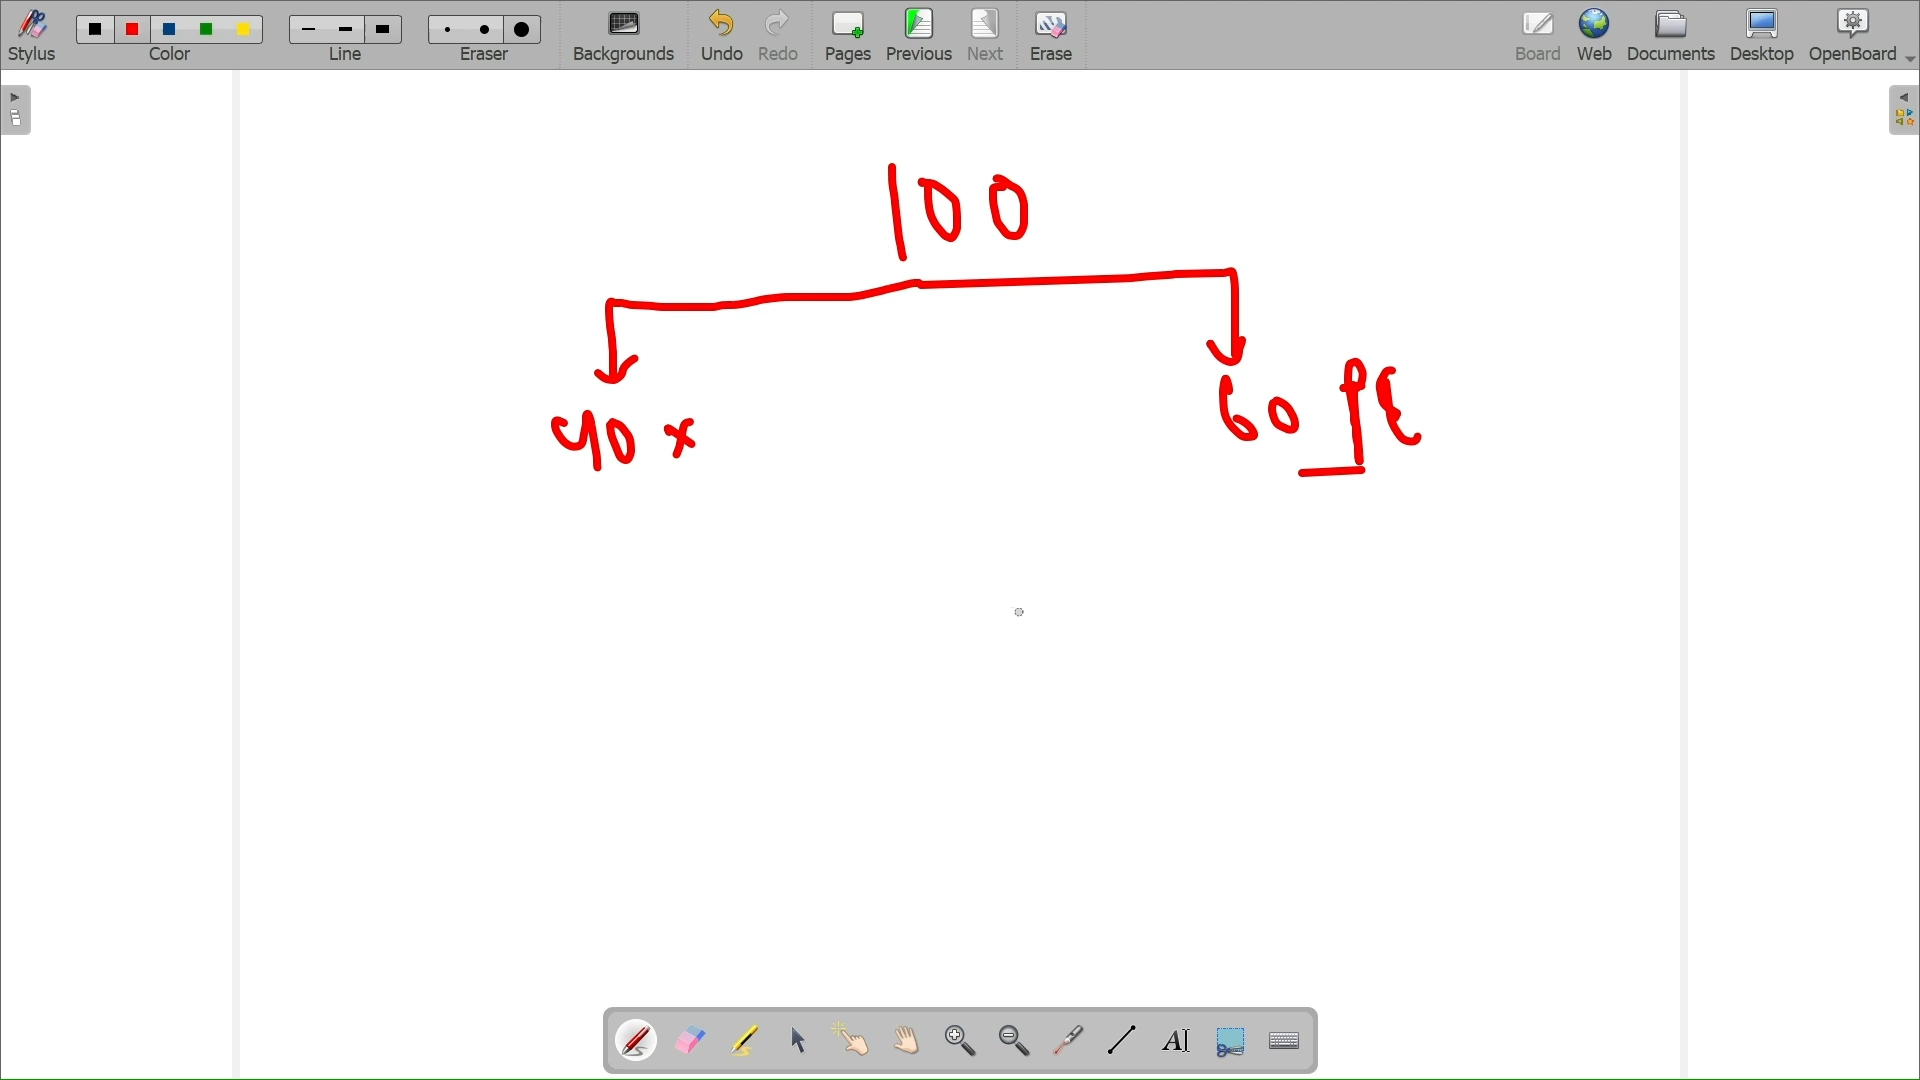 Stylus Color Line Eraser Backgrounds Undo Redo Pages Previous Next Erase Board Web Documents Desktop OpenBoard
100
40 x
60
AI